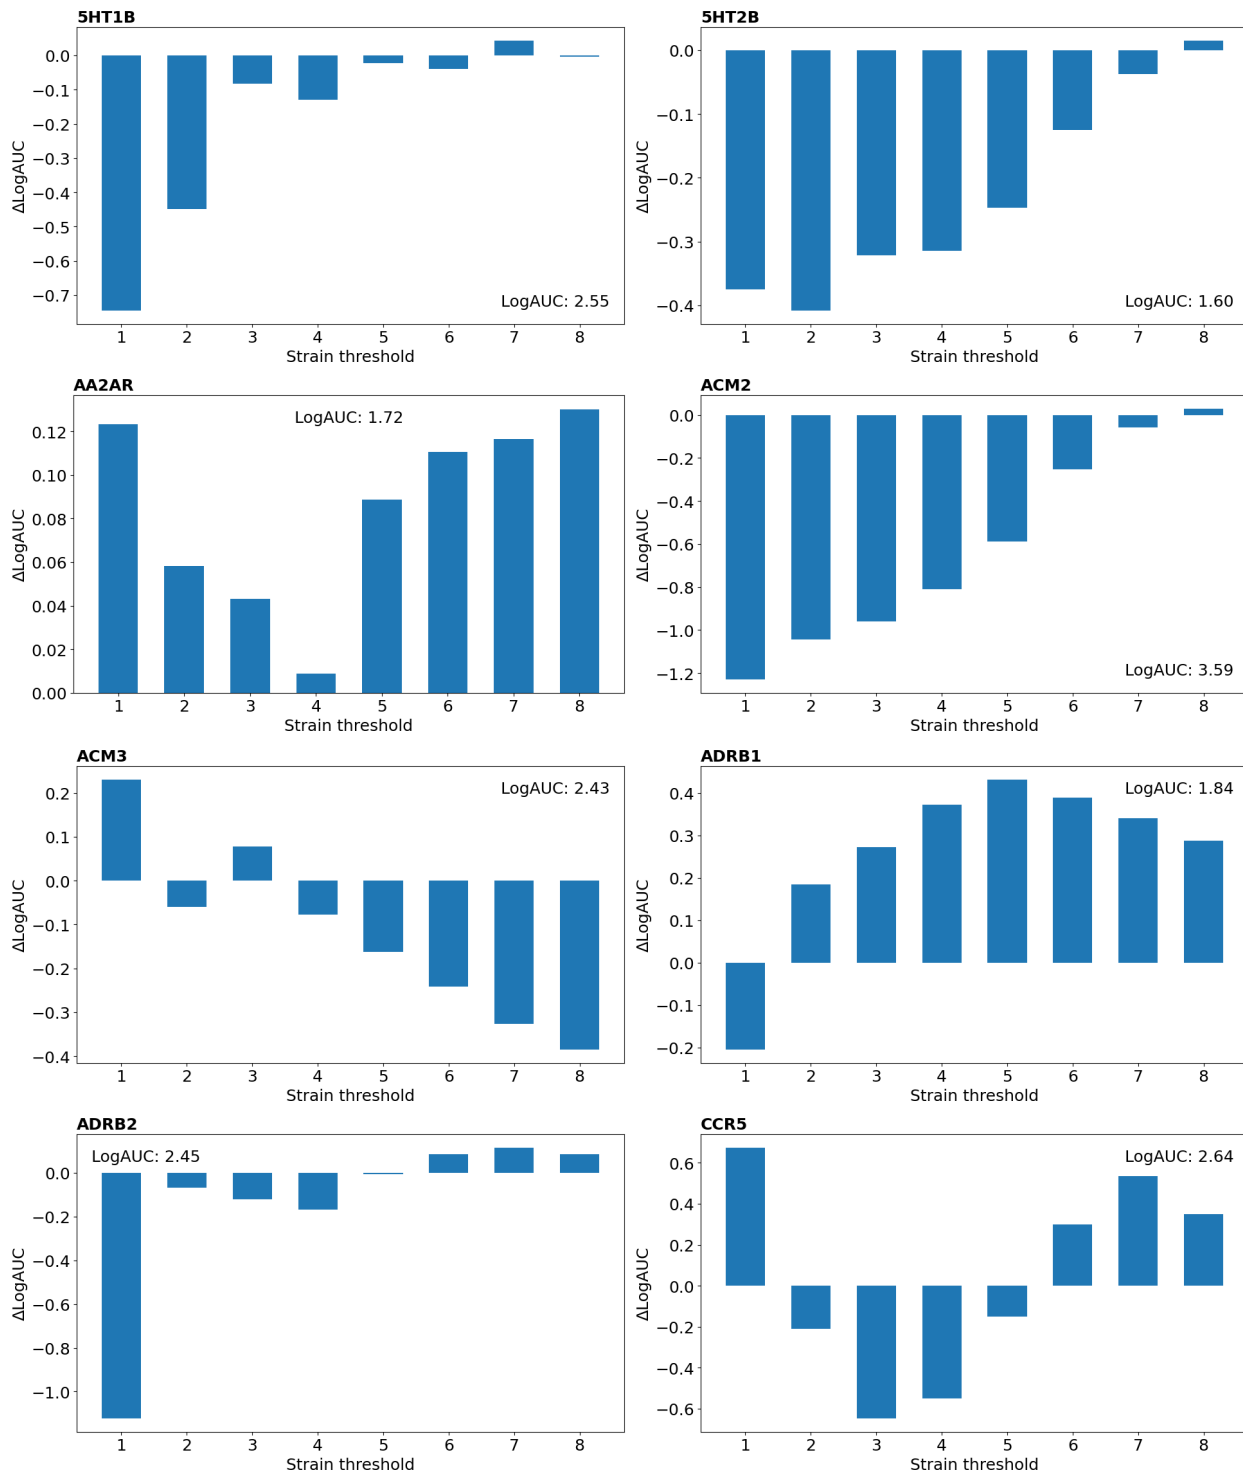 5HT1B
0.0
−0.1
−0.2
−0.3
−0.4
−0.5
−0.6
−0.7
ΔLogAUC
LogAUC: 2.55
1 2 3 4 5 6 7 8
Strain threshold
5HT2B
0.0
−0.1
−0.2
−0.3
−0.4
ΔLogAUC
LogAUC: 1.60
1 2 3 4 5 6 7 8
Strain threshold
AA2AR
LogAUC: 1.72
0.12
0.10
0.08
0.06
0.04
0.02
0.00
ΔLogAUC
1 2 3 4 5 6 7 8
Strain threshold
ACM2
0.0
−0.2
−0.4
−0.6
−0.8
−1.0
−1.2
ΔLogAUC
LogAUC: 3.59
1 2 3 4 5 6 7 8
Strain threshold
ACM3
LogAUC: 2.43
0.2
0.1
0.0
−0.1
−0.2
−0.3
−0.4
ΔLogAUC
1 2 3 4 5 6 7 8
Strain threshold
ADRB1
LogAUC: 1.84
0.4
0.3
0.2
0.1
0.0
−0.1
−0.2
ΔLogAUC
1 2 3 4 5 6 7 8
Strain threshold
ADRB2
LogAUC: 2.45
0.0
−0.2
−0.4
−0.6
−0.8
−1.0
ΔLogAUC
1 2 3 4 5 6 7 8
Strain threshold
CCR5
LogAUC: 2.64
0.6
0.4
0.2
0.0
−0.2
−0.4
−0.6
ΔLogAUC
1 2 3 4 5 6 7 8
Strain threshold